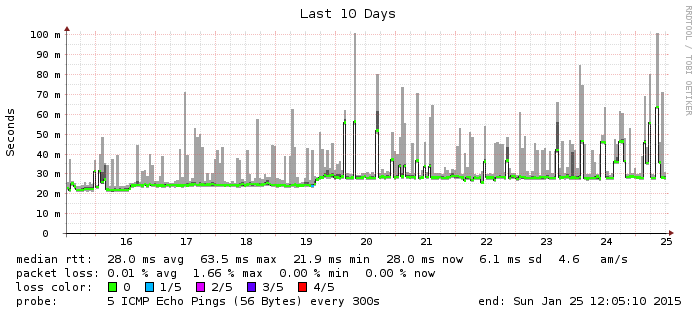 Last 10 Days
RRDTOOL / TOBI OETIKER
Seconds
100 m
90 m
80 m
70 m
60 m
50 m
40 m
30 m
20 m
10 m
0
16 17 18 19 20 21 22 23 24 25
median rtt: 28.0 ms avg 63.5 ms max 21.9 ms min 28.0 ms now 6.1 ms sd 4.6 am/s
packet loss: 0.01 % avg 1.66 % max 0.00 % min 0.00 % now
loss color: 0 1/5 2/5 3/5 4/5
probe: 5 ICMP Echo Pings (56 Bytes) every 300s end: Sun Jan 25 12:05:10 2015